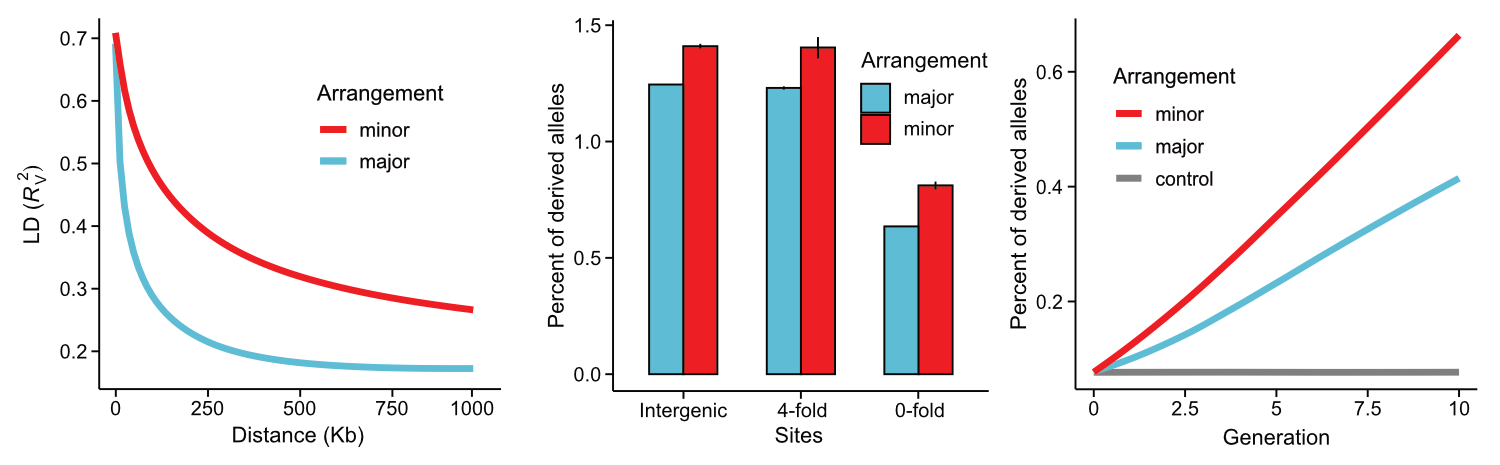 LD (R²V)
0.7
0.6
0.5
0.4
0.3
0.2
Arrangement
minor
major
0 250 500 750 1000
Distance (Kb)
Percent of derived alleles
1.5
1.0
0.5
0.0
Arrangement
major
minor
Intergenic 4-fold 0-fold
Sites
Percent of derived alleles
0.6
0.4
0.2
Arrangement
minor
major
control
0 2.5 5 7.5 10
Generation